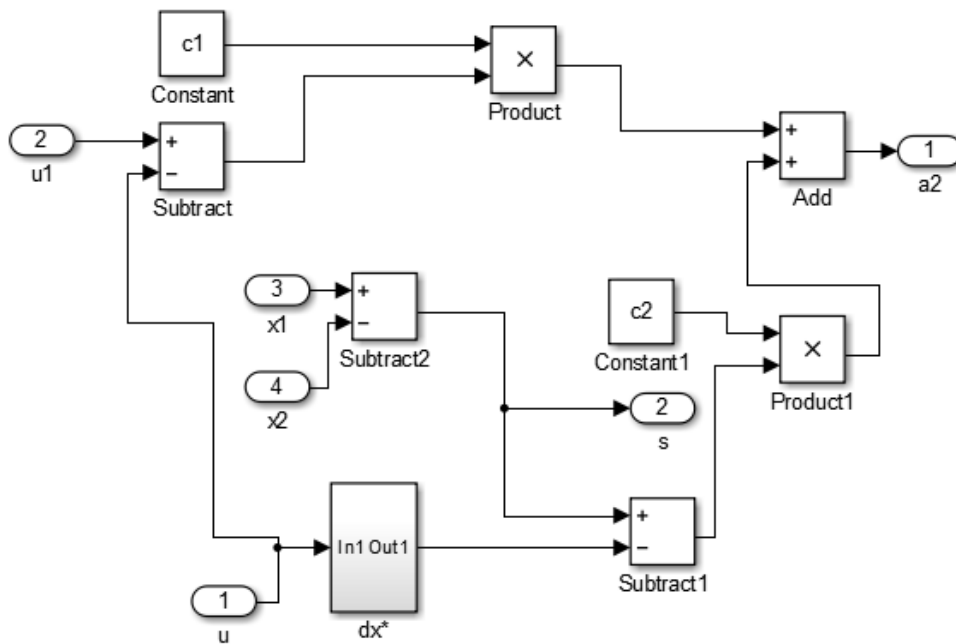 c1
Constant
×
Product
2
u1
+
−
Subtract
+
+
Add
1
a2
3
x1
4
x2
+
−
Subtract2
c2
Constant1
×
Product1
2
s
1
u
In1 Out1
dx*
+
−
Subtract1